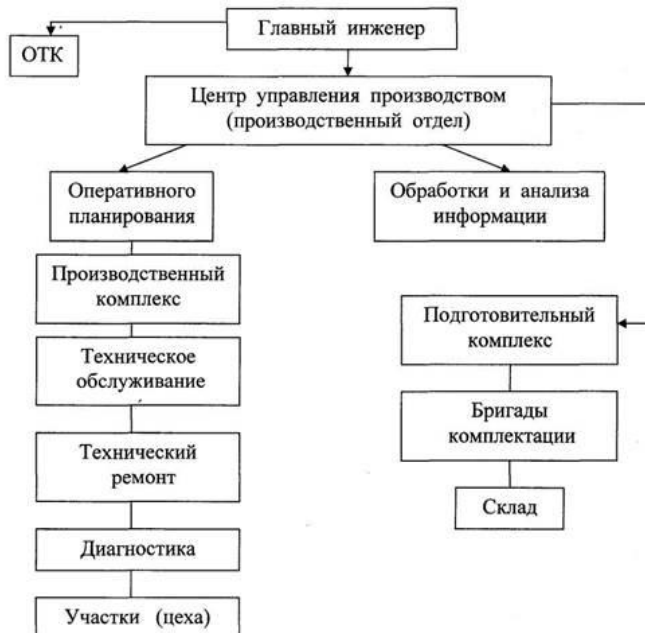 Главный инженер
ОТК
Центр управления производством
(производственный отдел)
Оперативного
планирования
Обработки и анализа
информации
Производственный
комплекс
Подготовительный
комплекс
Техническое
обслуживание
Бригады
комплектации
Технический
ремонт
Склад
Диагностика
Участки (цеха)